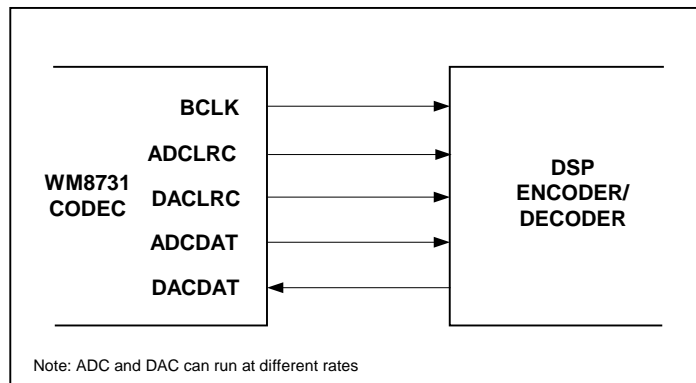 BCLK
ADCLRC
DACLRC
ADCDAT
DACDAT
WM8731
CODEC
DSP
ENCODER/
DECODER
Note: ADC and DAC can run at different rates